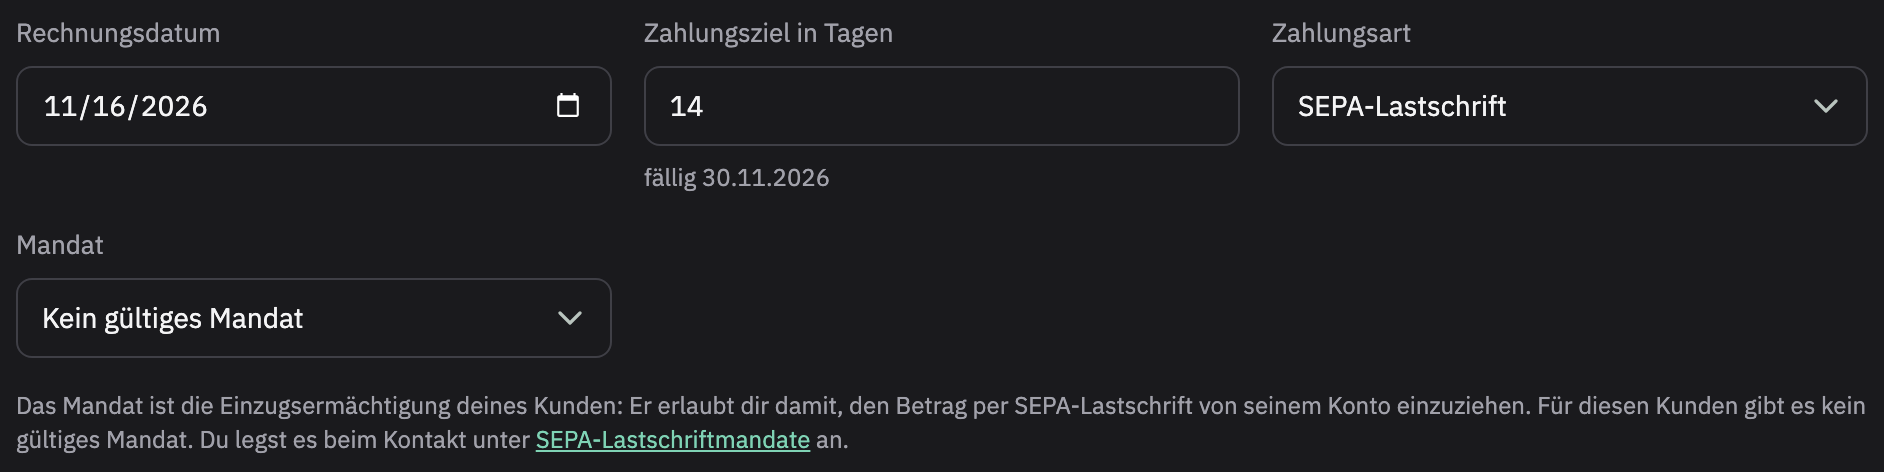 Rechnungsdatum
Zahlungsziel in Tagen
Zahlungsart
11/16/2026
14
SEPA-Lastschrift
fällig 30.11.2026
Mandat
Kein gültiges Mandat
Das Mandat ist die Einzugsermächtigung deines Kunden: Er erlaubt dir damit, den Betrag per SEPA-Lastschrift von seinem Konto einzuziehen. Für diesen Kunden gibt es kein
gültiges Mandat. Du legst es beim Kontakt unter SEPA-Lastschriftmandate an.